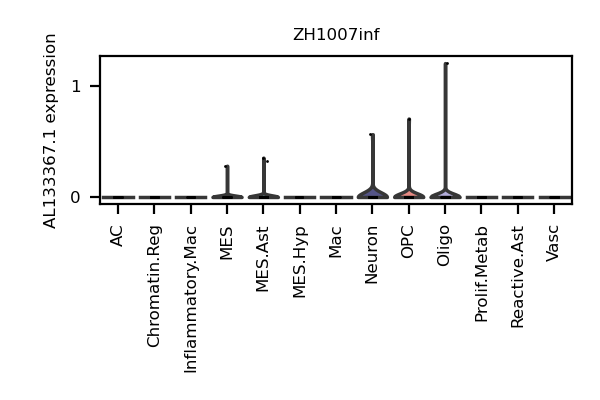 ZH1007inf
AL133367.1 expression
1
0
AC
Chromatin.Reg
Inflammatory.Mac
MES
MES.Ast
MES.Hyp
Mac
Neuron
OPC
Oligo
Prolif.Metab
Reactive.Ast
Vasc